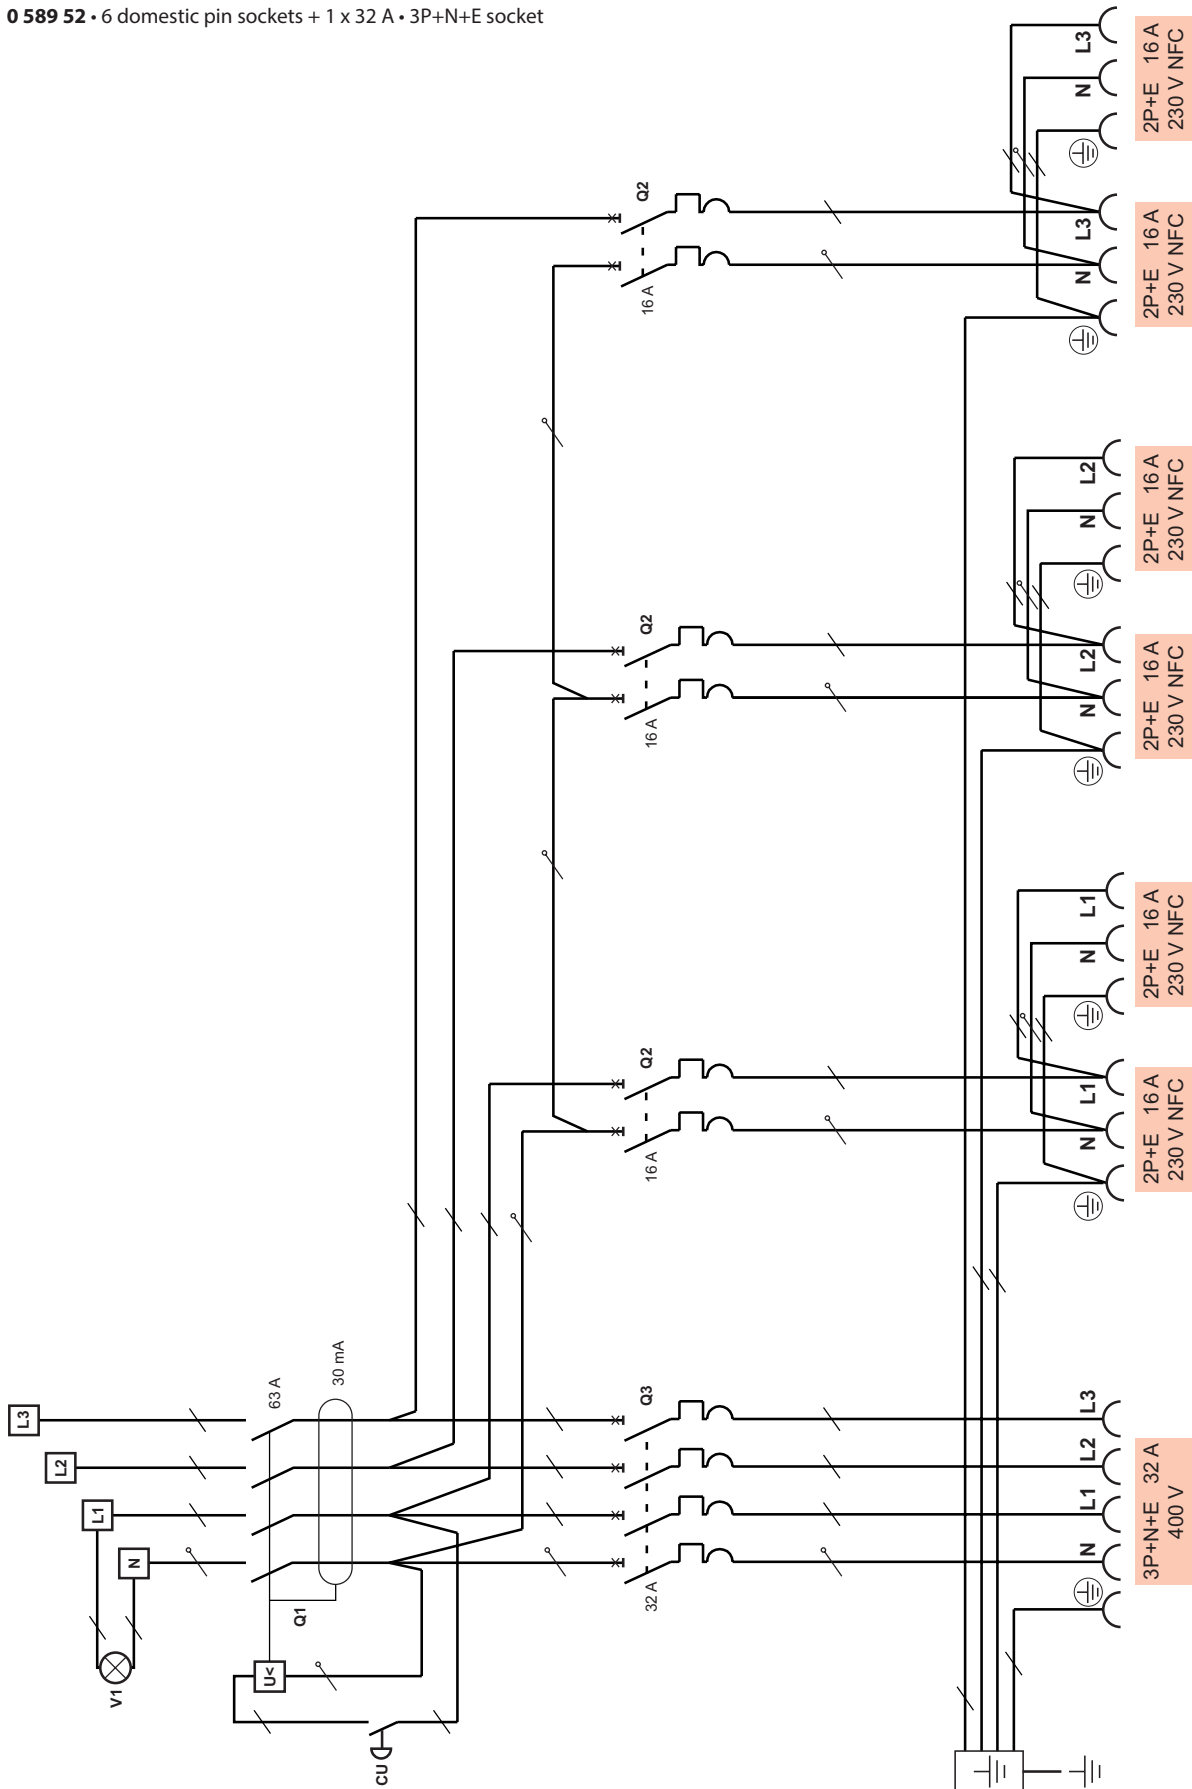 0 589 52 • 6 domestic pin sockets + 1 x 32 A • 3P+N+E socket
L3
L2
L1
N
V1
63 A
30 mA
Q1
U<
CU
Q3
32 A
Q2
16 A
Q2
16 A
Q2
16 A
N
L1
L2
L3
3P+N+E 32 A
400 V
N
L1
2P+E 16 A
230 V NFC
N
L1
2P+E 16 A
230 V NFC
N
L2
2P+E 16 A
230 V NFC
N
L2
2P+E 16 A
230 V NFC
N
L3
2P+E 16 A
230 V NFC
N
L3
2P+E 16 A
230 V NFC